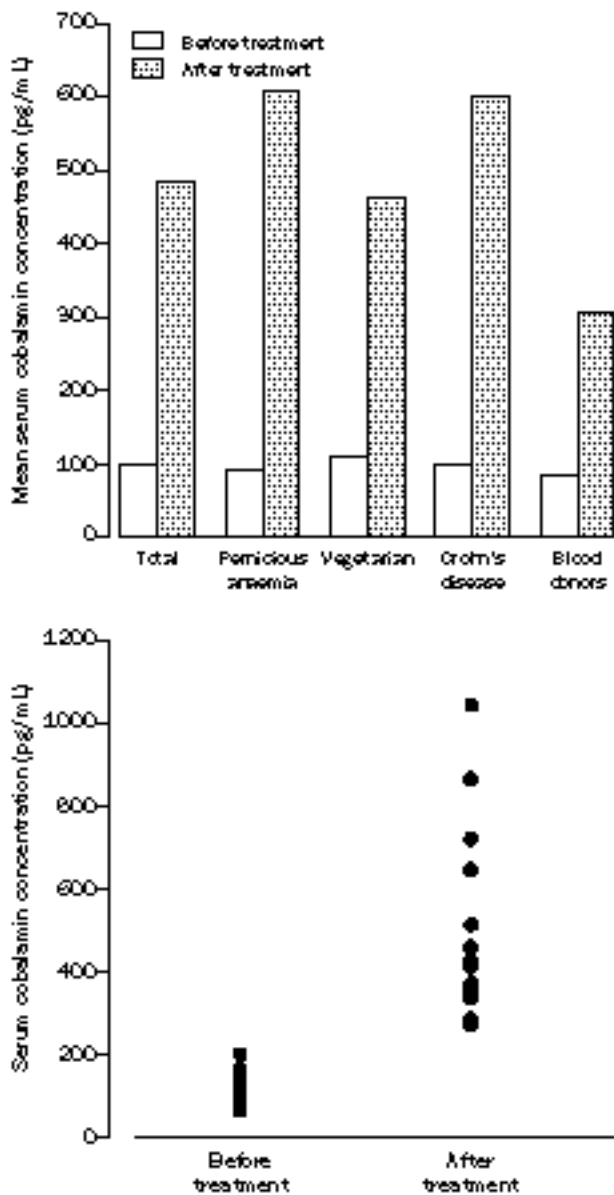 Mean serum cobalamin concentration (pg/mL)
700
600
500
400
300
200
100
0
Before treatment
After treatment
Total
Pernicious
anaemia
Vegetarian
Crohn's
disease
Blood
donors
Serum cobalamin concentration (pg/mL)
1200
1000
800
600
400
200
0
Before
treatment
After
treatment